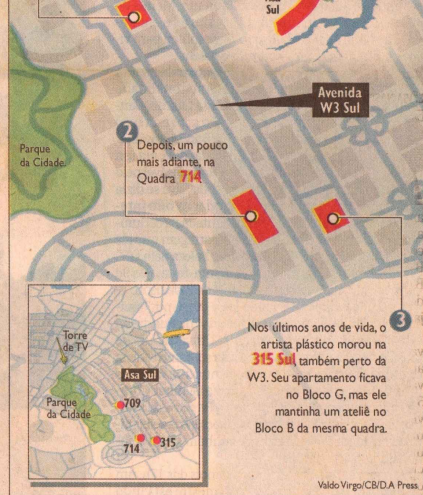 Asa
Sul
Avenida
W3 Sul
2
Depois, um pouco
mais adiante, na
Quadra 714
Parque
da Cidade
3
Nos últimos anos de vida, o
artista plástico morou na
315 Sul, também perto da
W3. Seu apartamento ficava
no Bloco G, mas ele
mantinha um ateliê no
Bloco B da mesma quadra.
Torre
de TV
Asa Sul
Parque
da Cidade
709
714
315
Valdo Virgo/CB/D.A Press